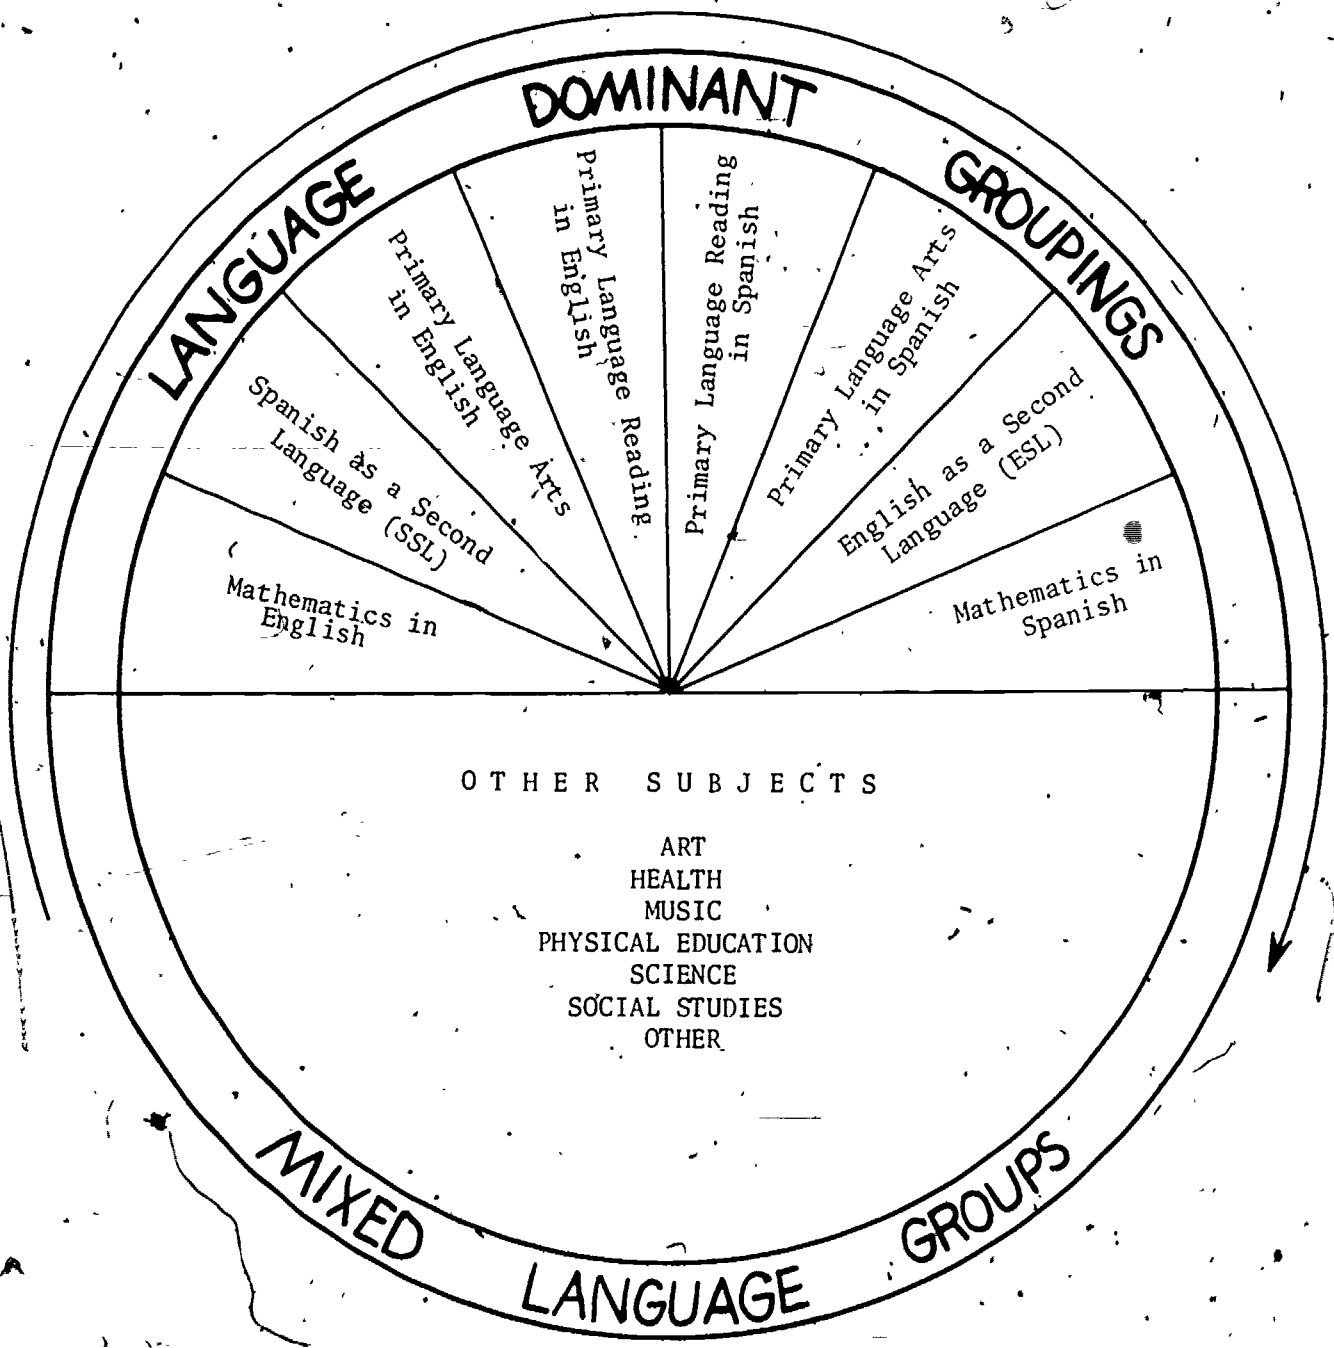 LANGUAGE DOMINANT GROUPINGS
Mathematics in
English
Spanish as a Second
Language (SSL)
Primary Language Arts
in English
Primary Language Reading
in English
Primary Language Reading
in Spanish
Primary Language Arts
in Spanish
English as a Second
Language (ESL)
Mathematics in
Spanish
OTHER SUBJECTS
ART
HEALTH
MUSIC
PHYSICAL EDUCATION
SCIENCE
SOCIAL STUDIES
OTHER
MIXED LANGUAGE GROUPS